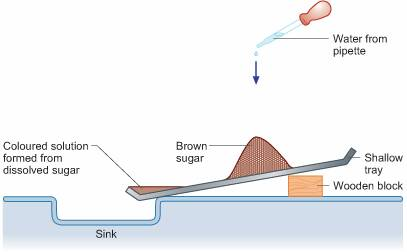 Water from
pipette
Coloured solution
formed from
dissolved sugar
Brown
sugar
Shallow
tray
Wooden block
Sink